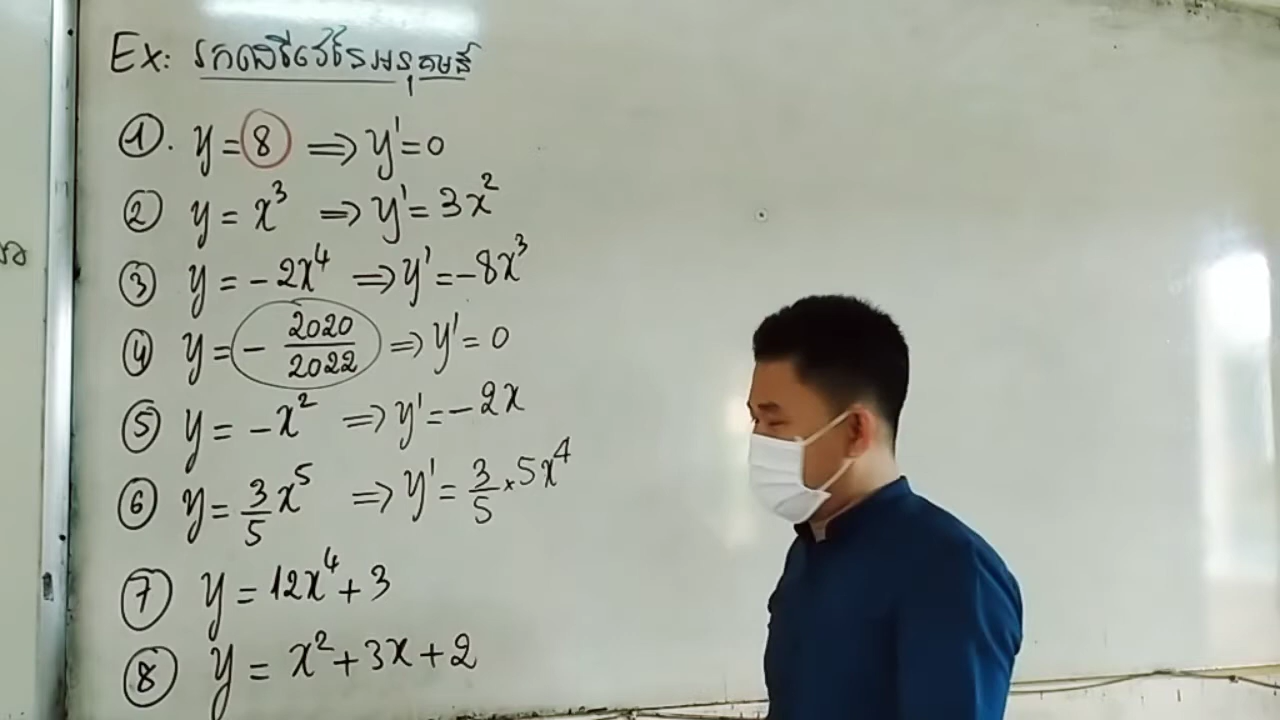 Ex: រកដេរីវេនៃអនុគមន៍
①. y = 8 ⟹ y' = 0
② y = x³ ⟹ y' = 3x²
③ y = -2x⁴ ⟹ y' = -8x³
④ y = - 2020/2022 ⟹ y' = 0
⑤ y = -x² ⟹ y' = -2x
⑥ y = 3/5 x⁵ ⟹ y' = 3/5 × 5x⁴
⑦ y = 12x⁴ + 3
⑧ y = x² + 3x + 2